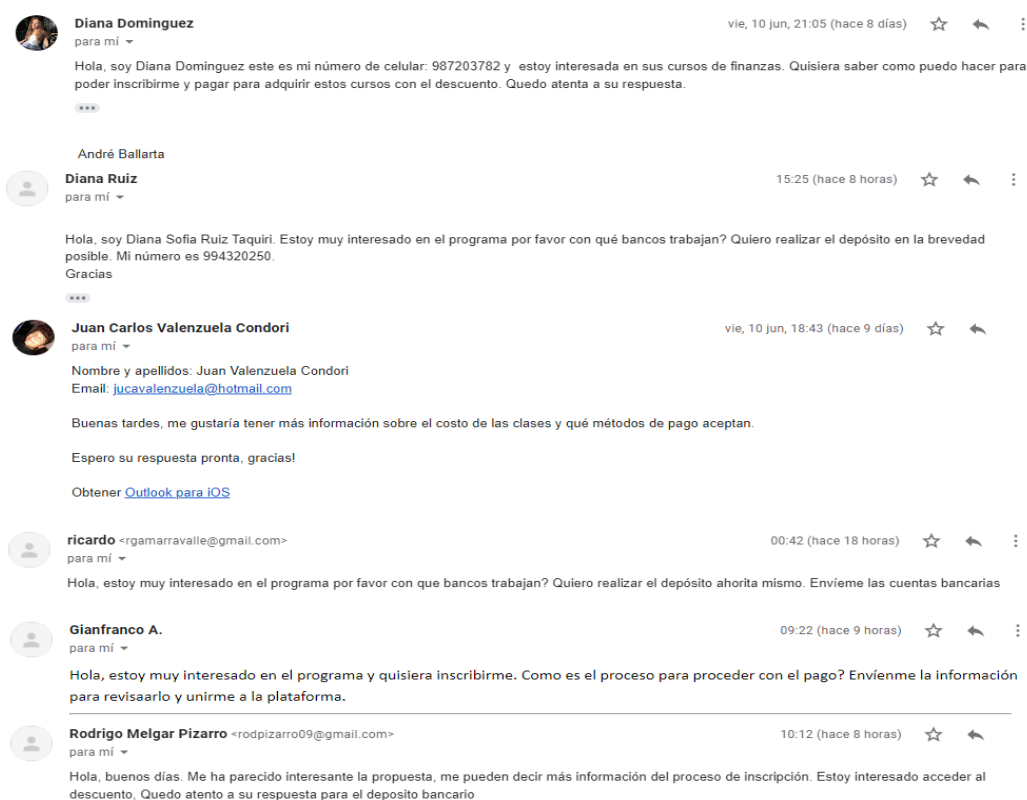 Diana Dominguez
vie, 10 jun, 21:05 (hace 8 días)
para mí
Hola, soy Diana Dominguez este es mi número de celular: 987203782 y estoy interesada en sus cursos de finanzas. Quisiera saber como puedo hacer para
poder inscribirme y pagar para adquirir estos cursos con el descuento. Quedo atenta a su respuesta.
André Ballarta
Diana Ruiz
15:25 (hace 8 horas)
para mí
Hola, soy Diana Sofia Ruiz Taquiri. Estoy muy interesado en el programa por favor con qué bancos trabajan? Quiero realizar el depósito en la brevedad
posible. Mi número es 994320250.
Gracias
Juan Carlos Valenzuela Condori
vie, 10 jun, 18:43 (hace 9 días)
para mí
Nombre y apellidos: Juan Valenzuela Condori
Email: jucavalenzuela@hotmail.com
Buenas tardes, me gustaría tener más información sobre el costo de las clases y qué métodos de pago aceptan.
Espero su respuesta pronta, gracias!
Obtener Outlook para iOS
ricardo <rgamarravalle@gmail.com>
00:42 (hace 18 horas)
para mí
Hola, estoy muy interesado en el programa por favor con que bancos trabajan? Quiero realizar el depósito ahorita mismo. Envíeme las cuentas bancarias
Gianfranco A.
09:22 (hace 9 horas)
para mí
Hola, estoy muy interesado en el programa y quisiera inscribirme. Como es el proceso para proceder con el pago? Envíenme la información
para revisaarlo y unirme a la plataforma.
Rodrigo Melgar Pizarro <rodpizarro09@gmail.com>
10:12 (hace 8 horas)
para mí
Hola, buenos días. Me ha parecido interesante la propuesta, me pueden decir más información del proceso de inscripción. Estoy interesado acceder al
descuento, Quedo atento a su respuesta para el deposito bancario